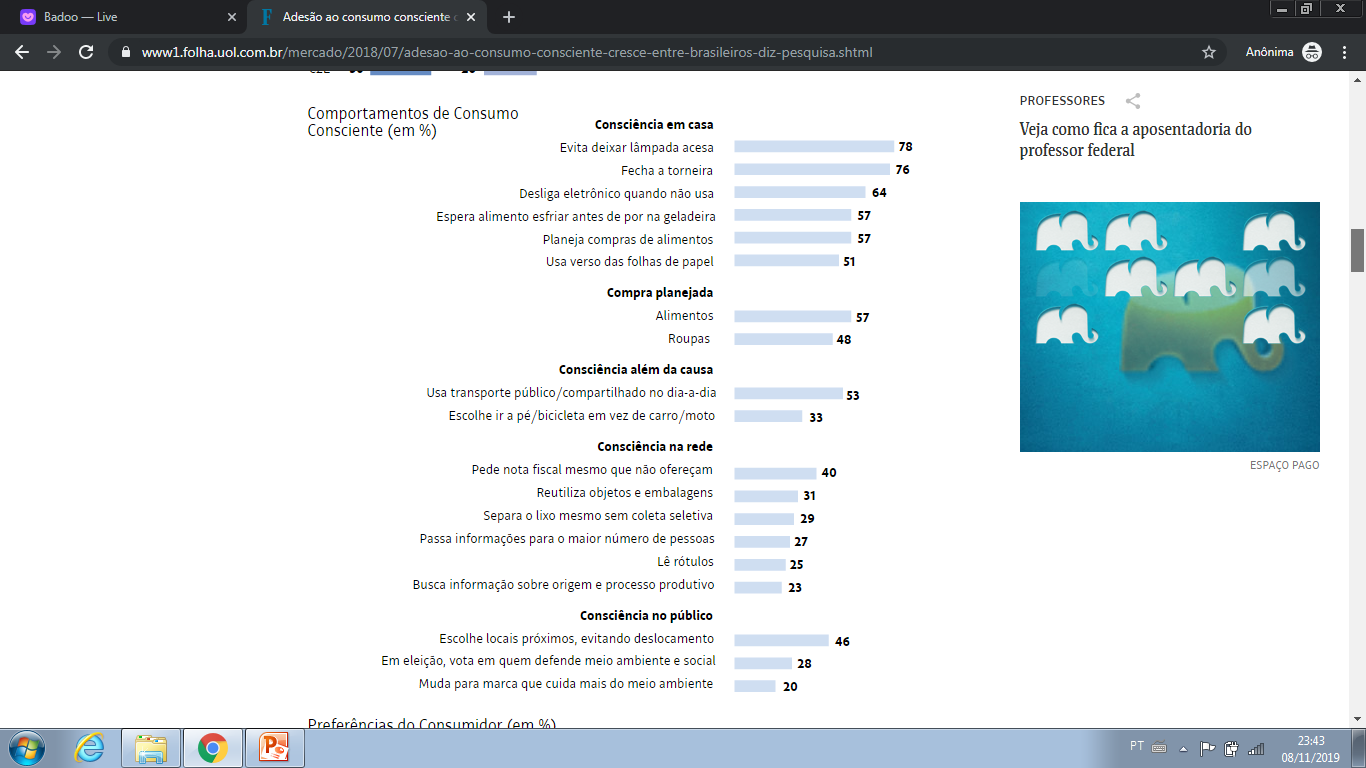 Badoo — Live
Adesão ao consumo consciente
www1.folha.uol.com.br/mercado/2018/07/adesao-ao-consumo-consciente-cresce-entre-brasileiros-diz-pesquisa.shtml
Anônima
Comportamentos de Consumo
Consciente (em %)
Consciência em casa
Evita deixar lâmpada acesa 78
Fecha a torneira 76
Desliga eletrônico quando não usa 64
Espera alimento esfriar antes de por na geladeira 57
Planeja compras de alimentos 57
Usa verso das folhas de papel 51
Compra planejada
Alimentos 57
Roupas 48
Consciência além da causa
Usa transporte público/compartilhado no dia-a-dia 53
Escolhe ir a pé/bicicleta em vez de carro/moto 33
Consciência na rede
Pede nota fiscal mesmo que não ofereçam 40
Reutiliza objetos e embalagens 31
Separa o lixo mesmo sem coleta seletiva 29
Passa informações para o maior número de pessoas 27
Lê rótulos 25
Busca informação sobre origem e processo produtivo 23
Consciência no público
Escolhe locais próximos, evitando deslocamento 46
Em eleição, vota em quem defende meio ambiente e social 28
Muda para marca que cuida mais do meio ambiente 20
Preferências do Consumidor (em %)
PROFESSORES
Veja como fica a aposentadoria do
professor federal
ESPAÇO PAGO
PT
23:43
08/11/2019